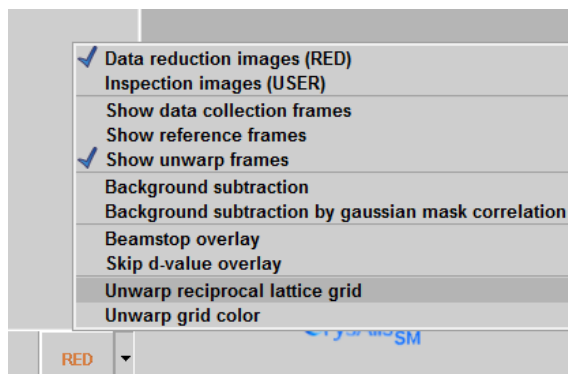 Data reduction images (RED)
Inspection images (USER)
Show data collection frames
Show reference frames
Show unwarp frames
Background subtraction
Background subtraction by gaussian mask correlation
Beamstop overlay
Skip d-value overlay
Unwarp reciprocal lattice grid
Unwarp grid color
SM
RED